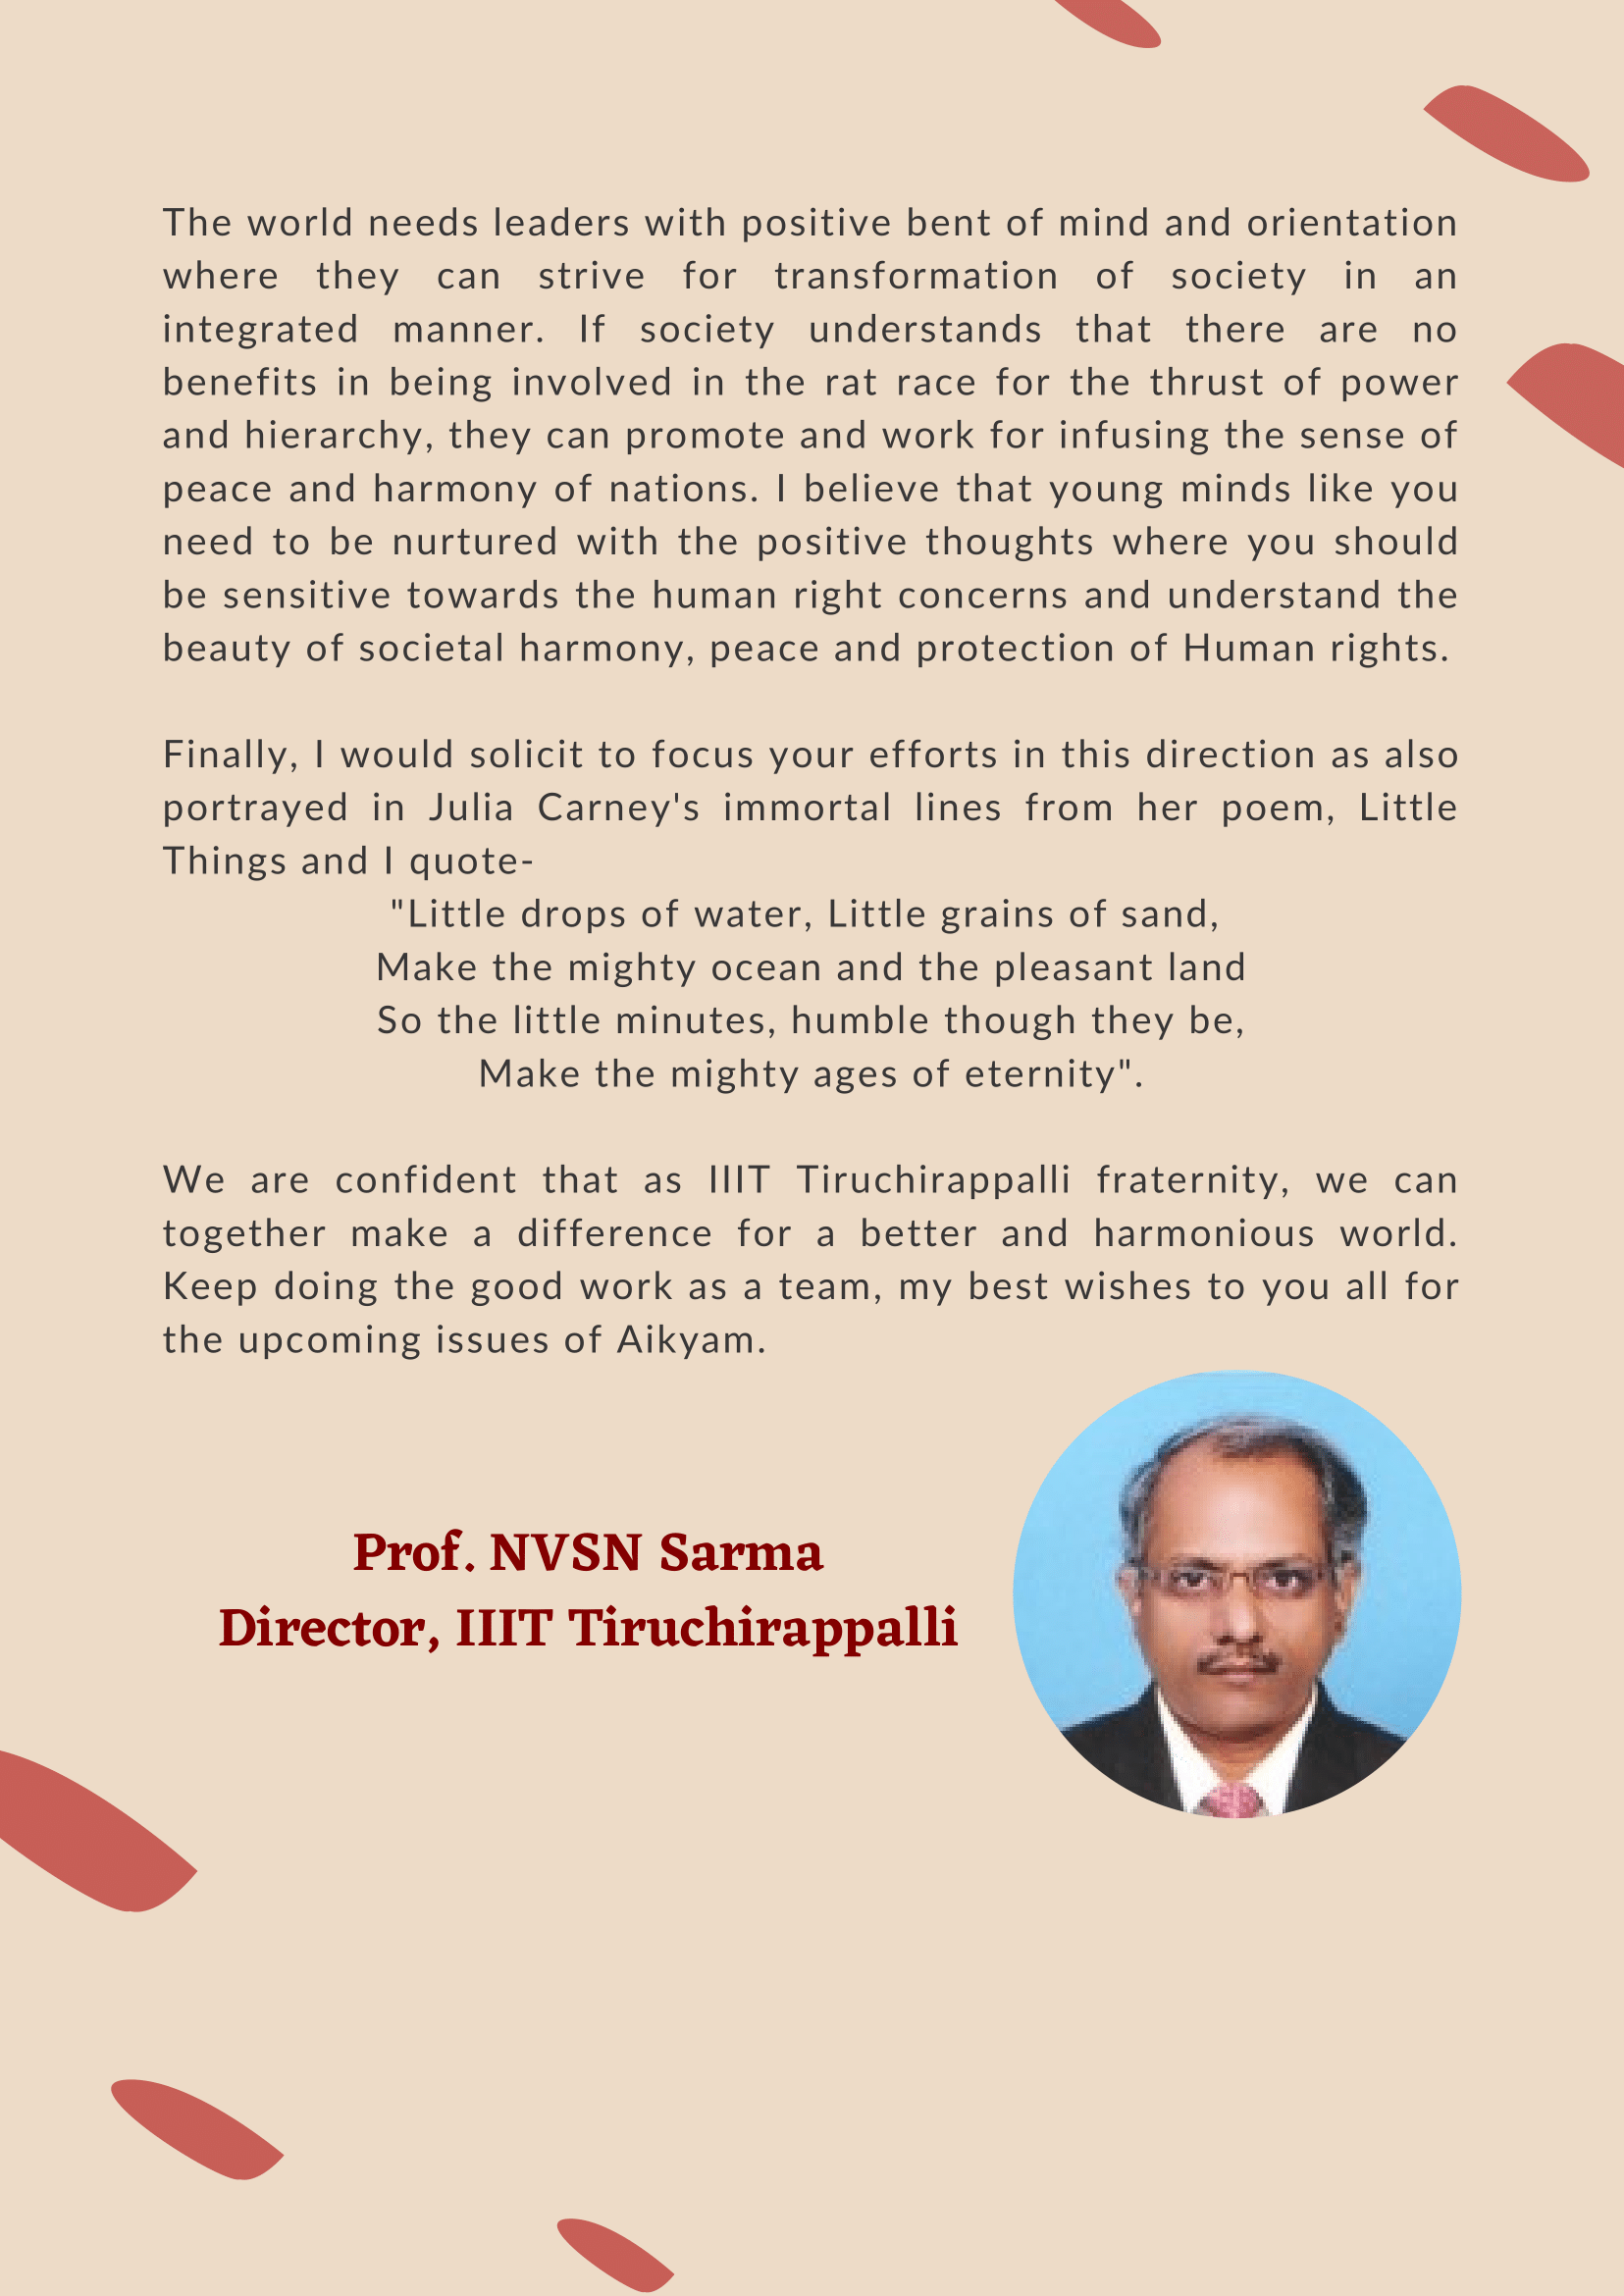 The world needs leaders with positive bent of mind and orientation
where they can strive for transformation of society in an
integrated manner. If society understands that there are no
benefits in being involved in the rat race for the thrust of power
and hierarchy, they can promote and work for infusing the sense of
peace and harmony of nations. I believe that young minds like you
need to be nurtured with the positive thoughts where you should
be sensitive towards the human right concerns and understand the
beauty of societal harmony, peace and protection of Human rights.
Finally, I would solicit to focus your efforts in this direction as also
portrayed in Julia Carney's immortal lines from her poem, Little
Things and I quote-
"Little drops of water, Little grains of sand,
Make the mighty ocean and the pleasant land
So the little minutes, humble though they be,
Make the mighty ages of eternity".
We are confident that as IIIT Tiruchirappalli fraternity, we can
together make a difference for a better and harmonious world.
Keep doing the good work as a team, my best wishes to you all for
the upcoming issues of Aikyam.
Prof. NVSN Sarma
Director, IIIT Tiruchirappalli